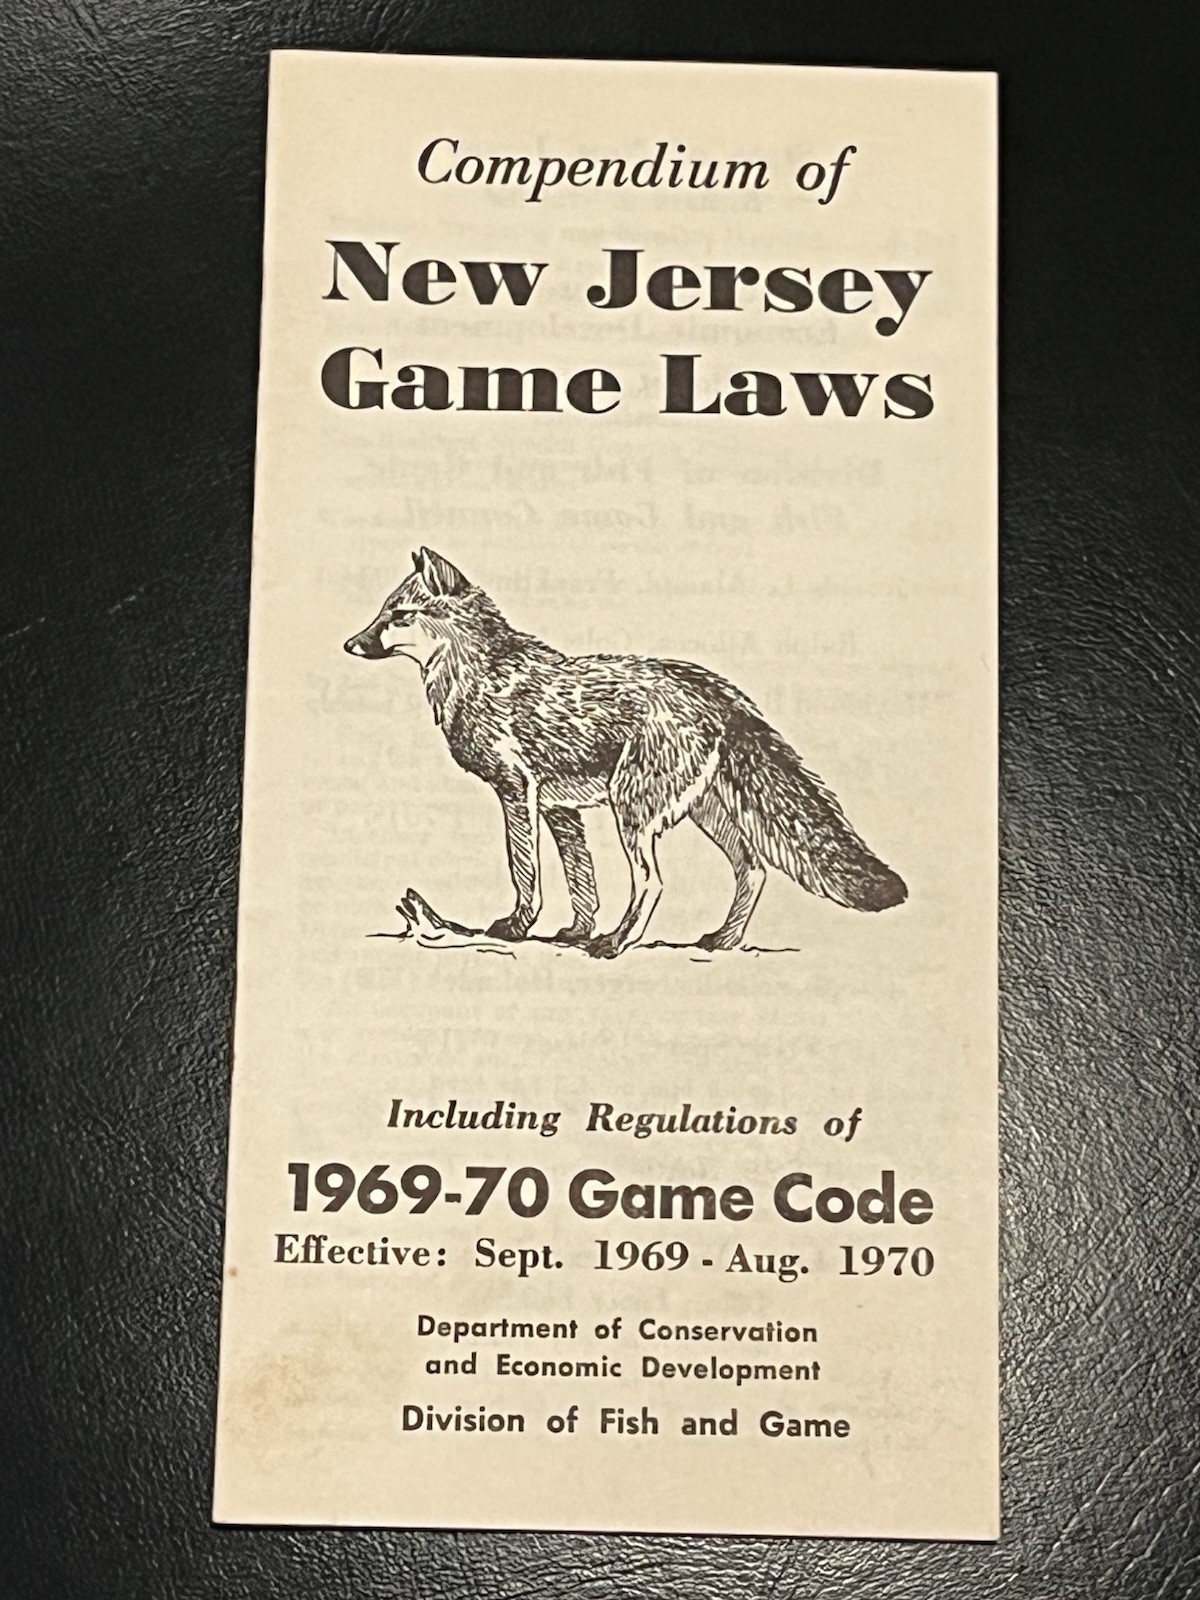 Compendium of
New Jersey
Game Laws
Including Regulations of
1969-70 Game Code
Effective: Sept. 1969 - Aug. 1970
Department of Conservation
and Economic Development
Division of Fish and Game